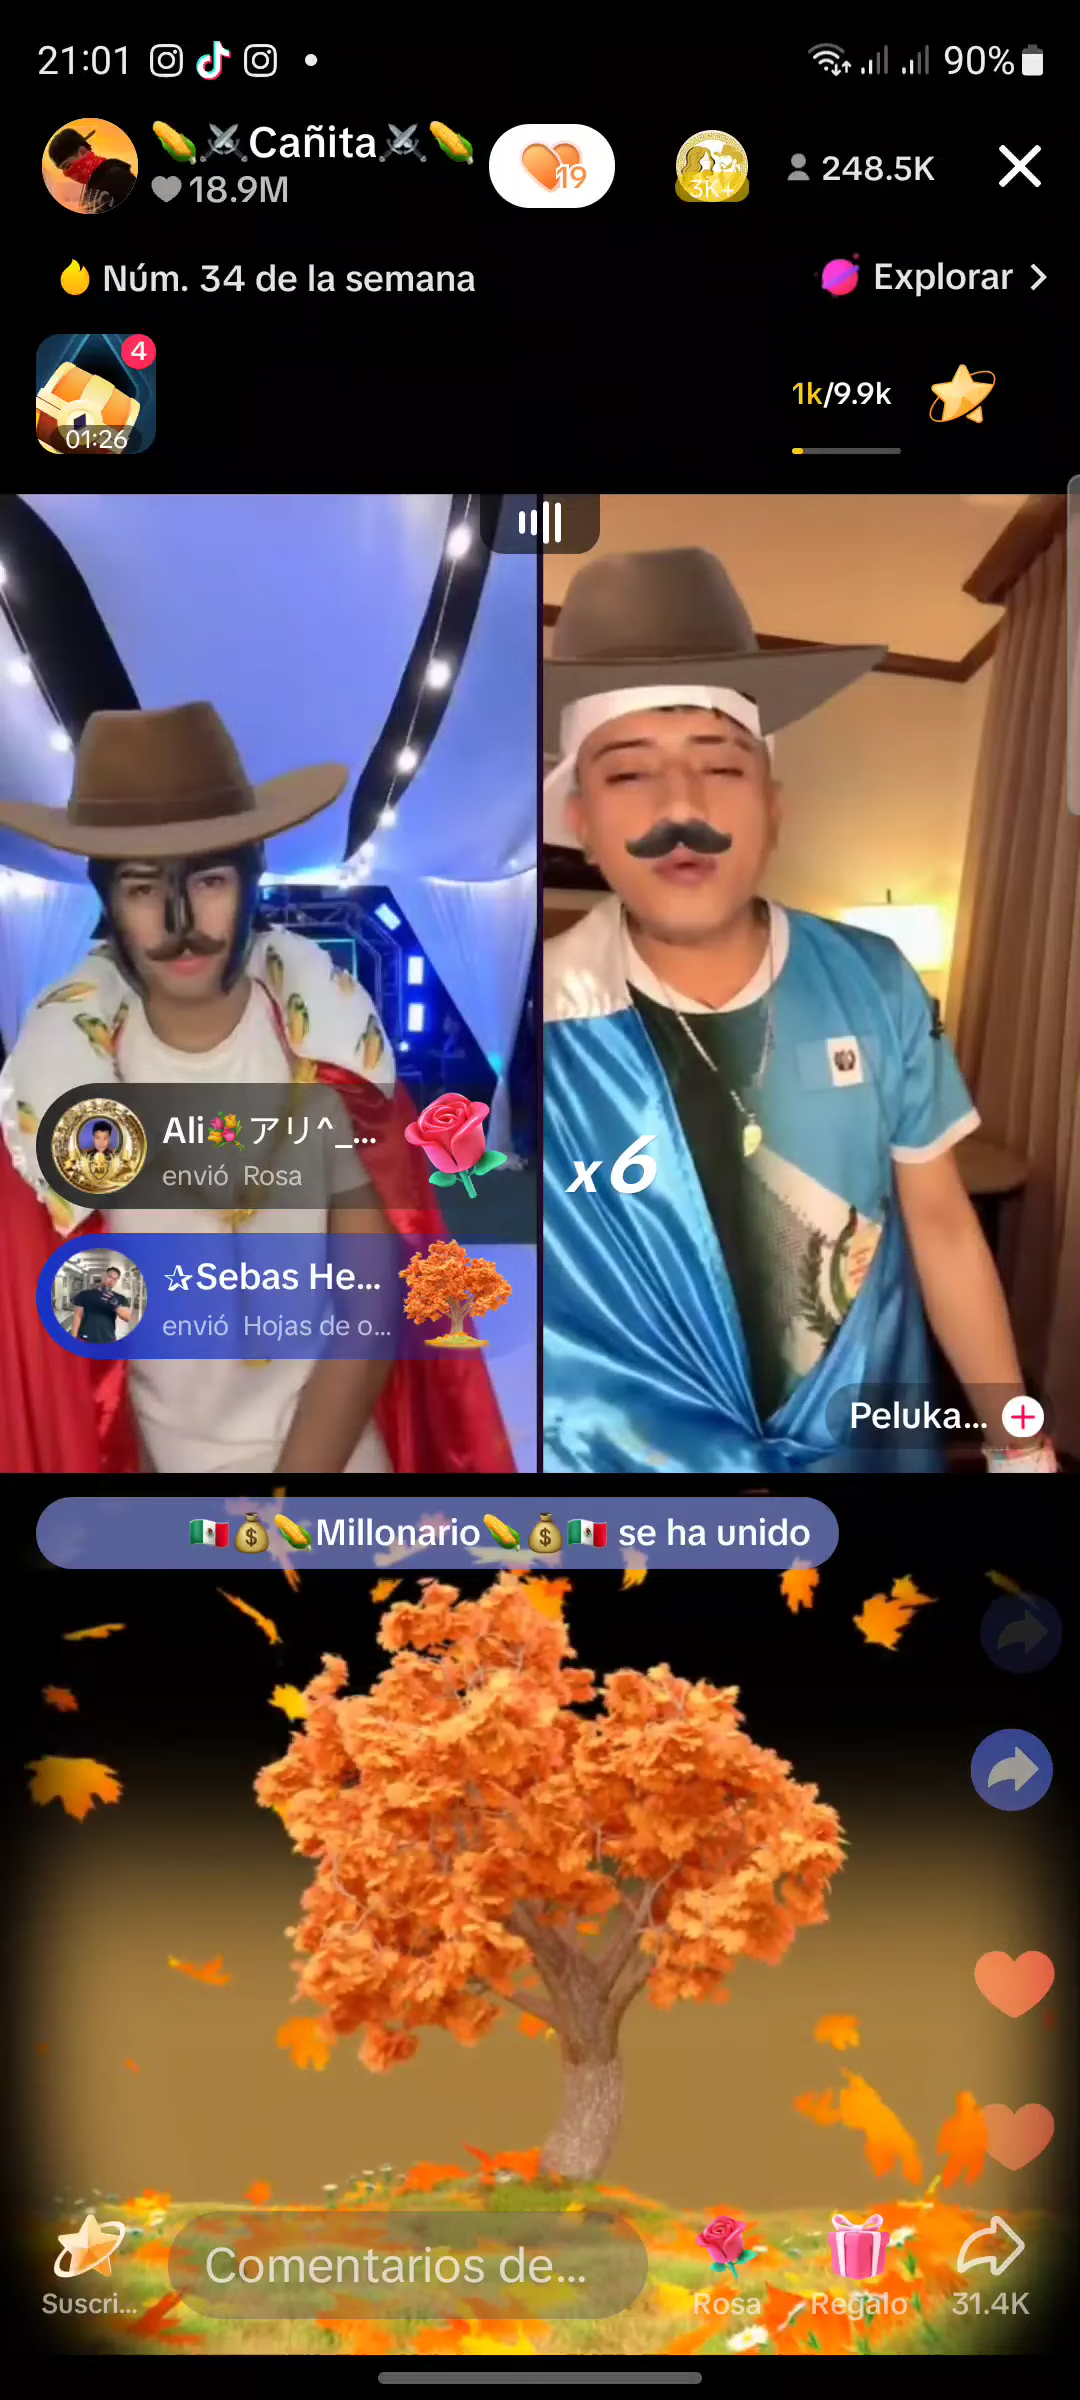 21:01
90%
🌽⚔️Cañita⚔️🌽
18.9M
19
3K+
248.5K
Núm. 34 de la semana
Explorar
4
01:26
1k/9.9k
Ali💐アリ^_...
envió Rosa
x6
☆Sebas He...
envió Hojas de o...
Peluka...
🇲🇽💰🌽Millonario🌽💰🇲🇽 se ha unido
Comentarios de...
Suscri...
Rosa
Regalo
31.4K